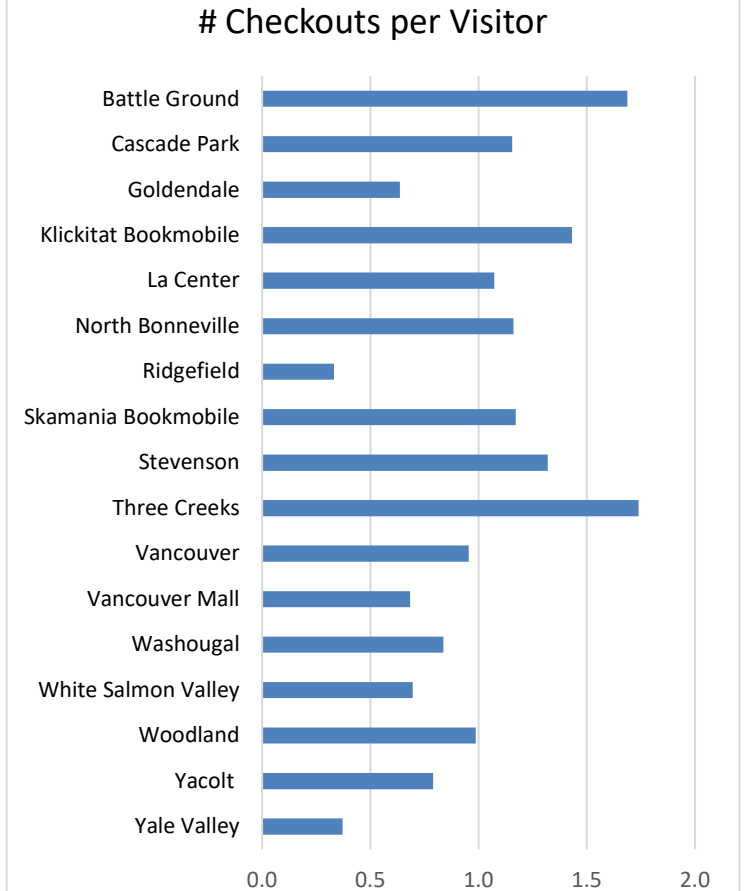 # Checkouts per Visitor
Battle Ground
Cascade Park
Goldendale
Klickitat Bookmobile
La Center
North Bonneville
Ridgefield
Skamania Bookmobile
Stevenson
Three Creeks
Vancouver
Vancouver Mall
Washougal
White Salmon Valley
Woodland
Yacolt
Yale Valley
0.0 0.5 1.0 1.5 2.0